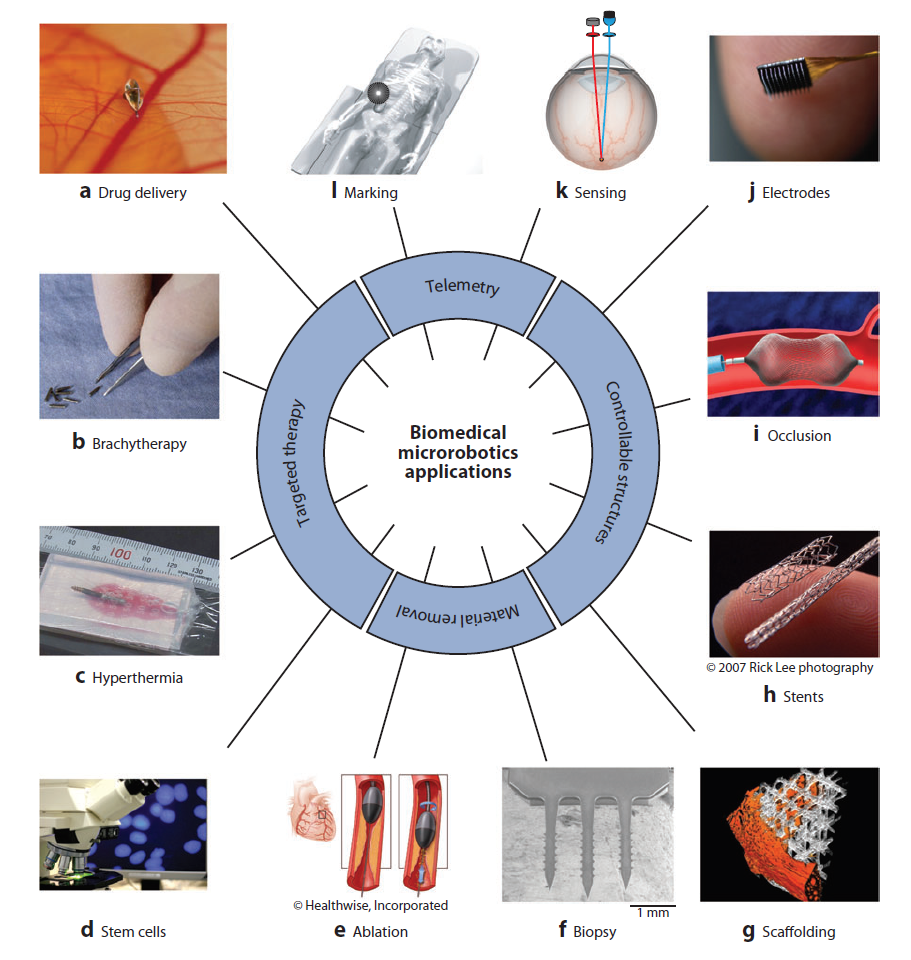 a Drug delivery
l Marking
k Sensing
j Electrodes
Telemetry
b Brachytherapy
Targeted therapy
Biomedical
microrobotics
applications
Controllable structures
i Occlusion
100
130
c Hyperthermia
Material removal
© 2007 Rick Lee photography
h Stents
d Stem cells
© Healthwise, Incorporated
e Ablation
1 mm
f Biopsy
g Scaffolding